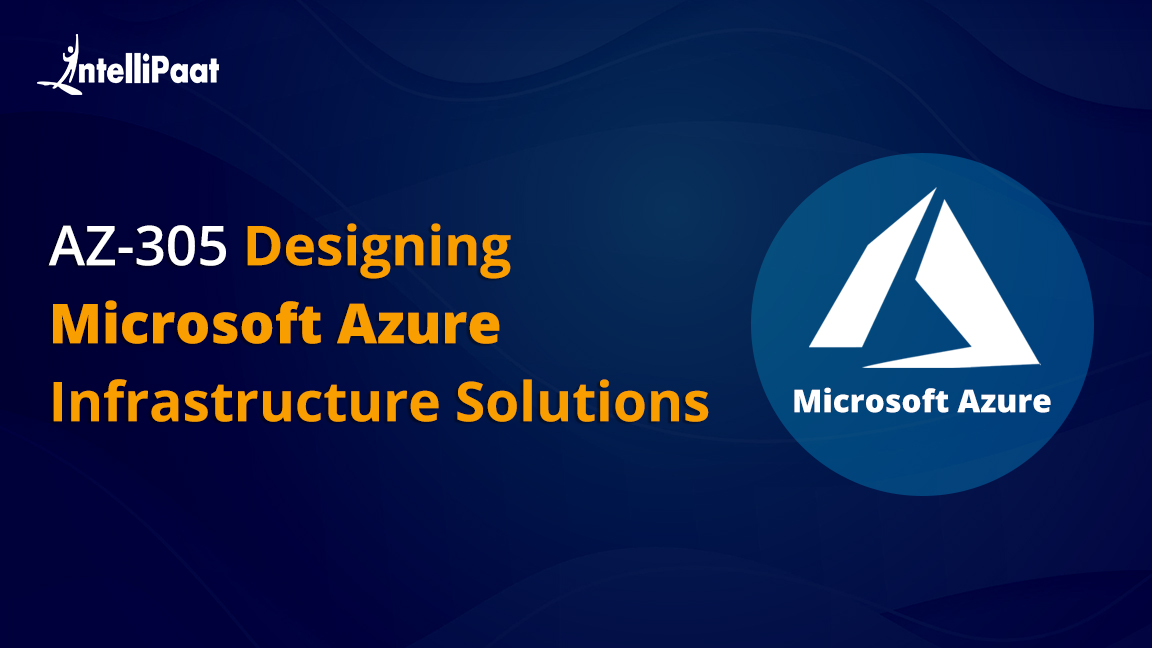 IntelliPaat
AZ-305 Designing
Microsoft Azure
Infrastructure Solutions
Microsoft Azure